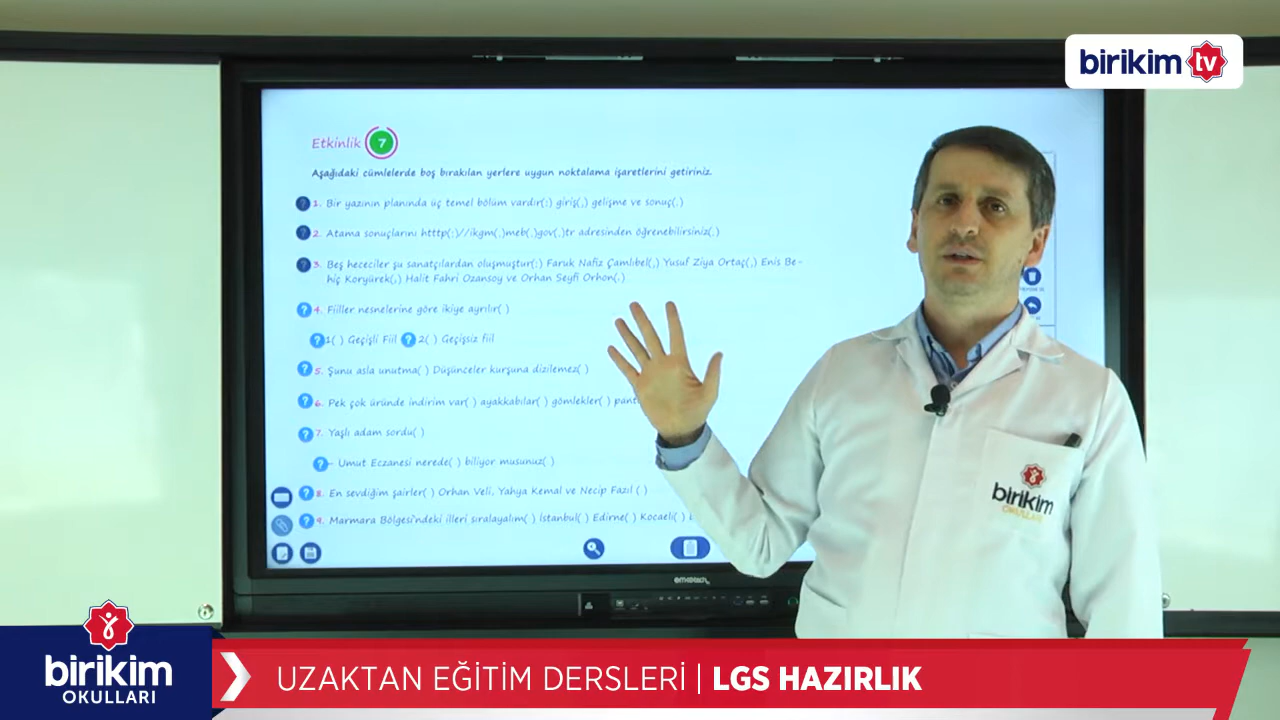 birikim tv
Etkinlik 7
Aşağıdaki cümlelerde boş bırakılan yerlere uygun noktalama işaretlerini getiriniz.
? 1. Bir yazının planında üç temel bölüm vardır(:) giriş(,) gelişme ve sonuç(.)
? 2. Atama sonuçlarını htttp(:)//ikgm(.)meb(.)gov(.)tr adresinden öğrenebilirsiniz(.)
? 3. Beş hececiler şu sanatçılardan oluşmuştur(:) Faruk Nafiz Çamlıbel(,) Yusuf Ziya Ortaç(,) Enis Be-
hiç Koryürek(,) Halit Fahri Ozansoy ve Orhan Seyfi Orhon(.)
? 4. Fiiller nesnelerine göre ikiye ayrılır( )
? 1( ) Geçişli Fiil ? 2( ) Geçişsiz fiil
? 5. Şunu asla unutma( ) Düşünceler kurşuna dizilemez( )
? 6. Pek çok üründe indirim var( ) ayakkabılar( ) gömlekler( )
? 7. Yaşlı adam sordu( )
? – Umut Eczanesi nerede( ) biliyor musunuz( )
? 8. En sevdiğim şairler( ) Orhan Veli, Yahya Kemal ve Necip Fazıl ( )
? 9. Marmara Bölgesi'ndeki illeri sıralayalım( ) İstanbul( ) Edirne( ) Kocaeli( )
birikim
OKULLARI
birikim
OKULLARI
UZAKTAN EĞİTİM DERSLERİ | LGS HAZIRLIK